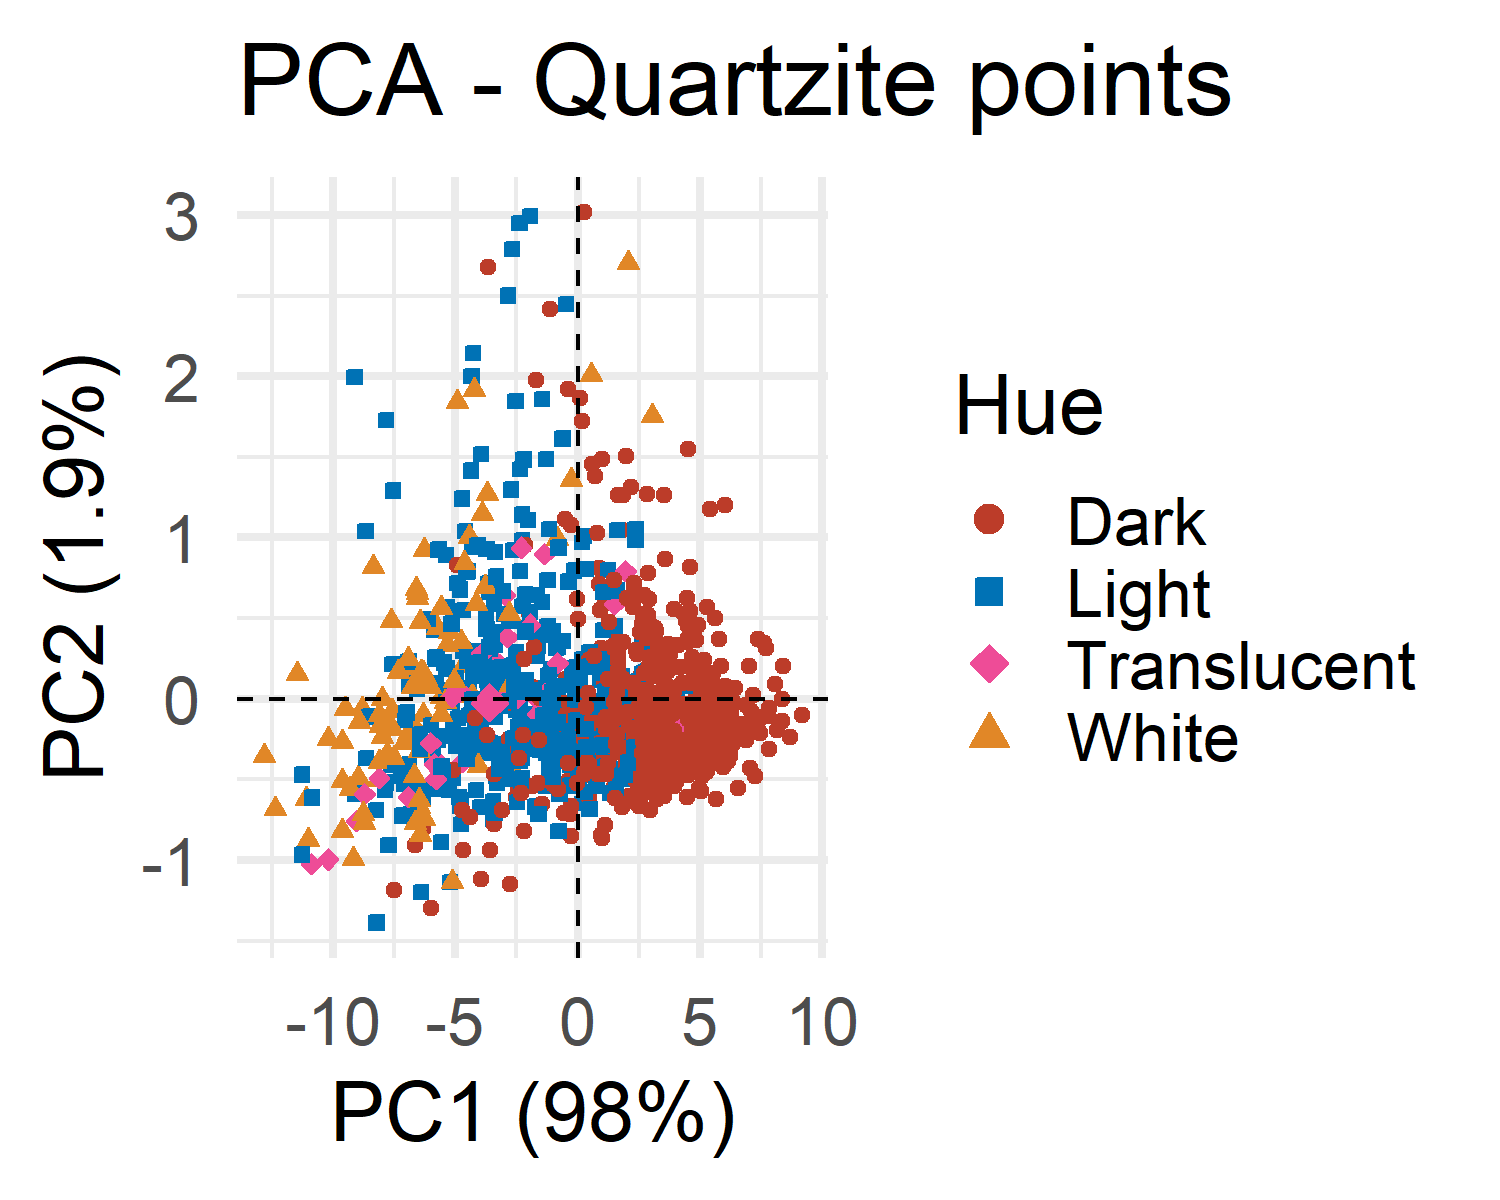 PCA - Quartzite points
3
2
1
0
-1
PC2 (1.9%)
-10 -5 0 5 10
PC1 (98%)
Hue
Dark
Light
Translucent
White